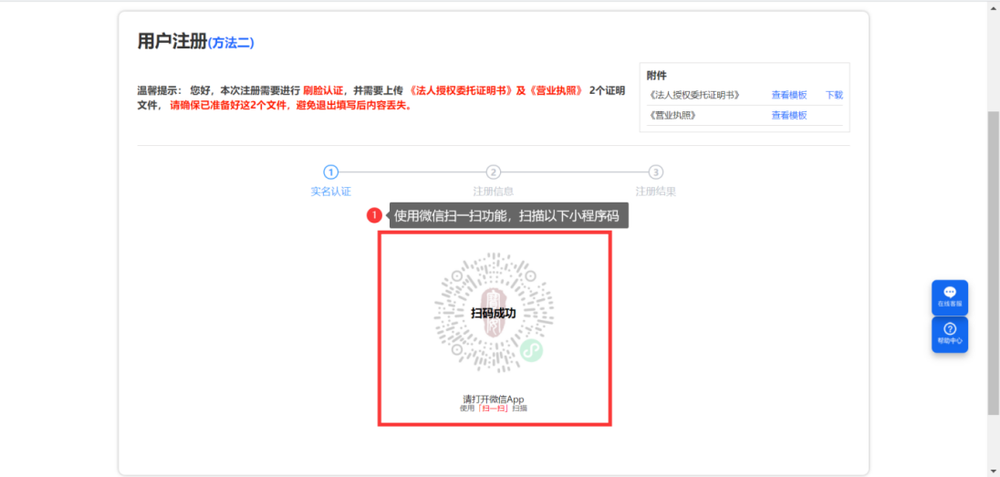 用户注册(方法二)
温馨提示： 您好，本次注册需要进行 刷脸认证，并需要上传 《法人授权委托证明书》及《营业执照》 2个证明
文件， 请确保已准备好这2个文件，避免退出填写后内容丢失。
附件
《法人授权委托证明书》 查看模板 下载
《营业执照》 查看模板
1 2 3
实名认证 注册信息 注册结果
1 使用微信扫一扫功能，扫描以下小程序码
扫码成功
请打开微信App
使用「扫一扫」扫描
在线客服
帮助中心